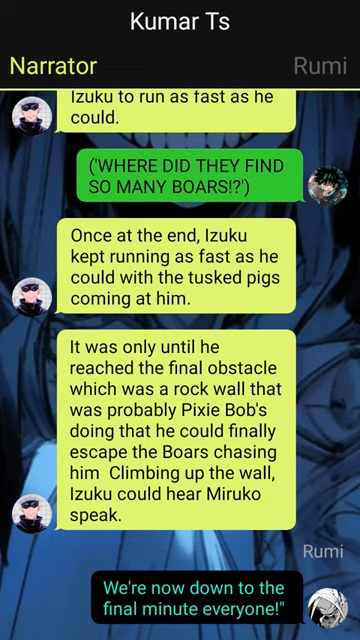 Kumar Ts
Narrator
Rumi
Izuku to run as fast as he
could.
('WHERE DID THEY FIND
SO MANY BOARS!?')
Once at the end, Izuku
kept running as fast as he
could with the tusked pigs
coming at him.
It was only until he
reached the final obstacle
which was a rock wall that
was probably Pixie Bob's
doing that he could finally
escape the Boars chasing
him  Climbing up the wall,
Izuku could hear Miruko
speak.
Rumi
We're now down to the
final minute everyone!"